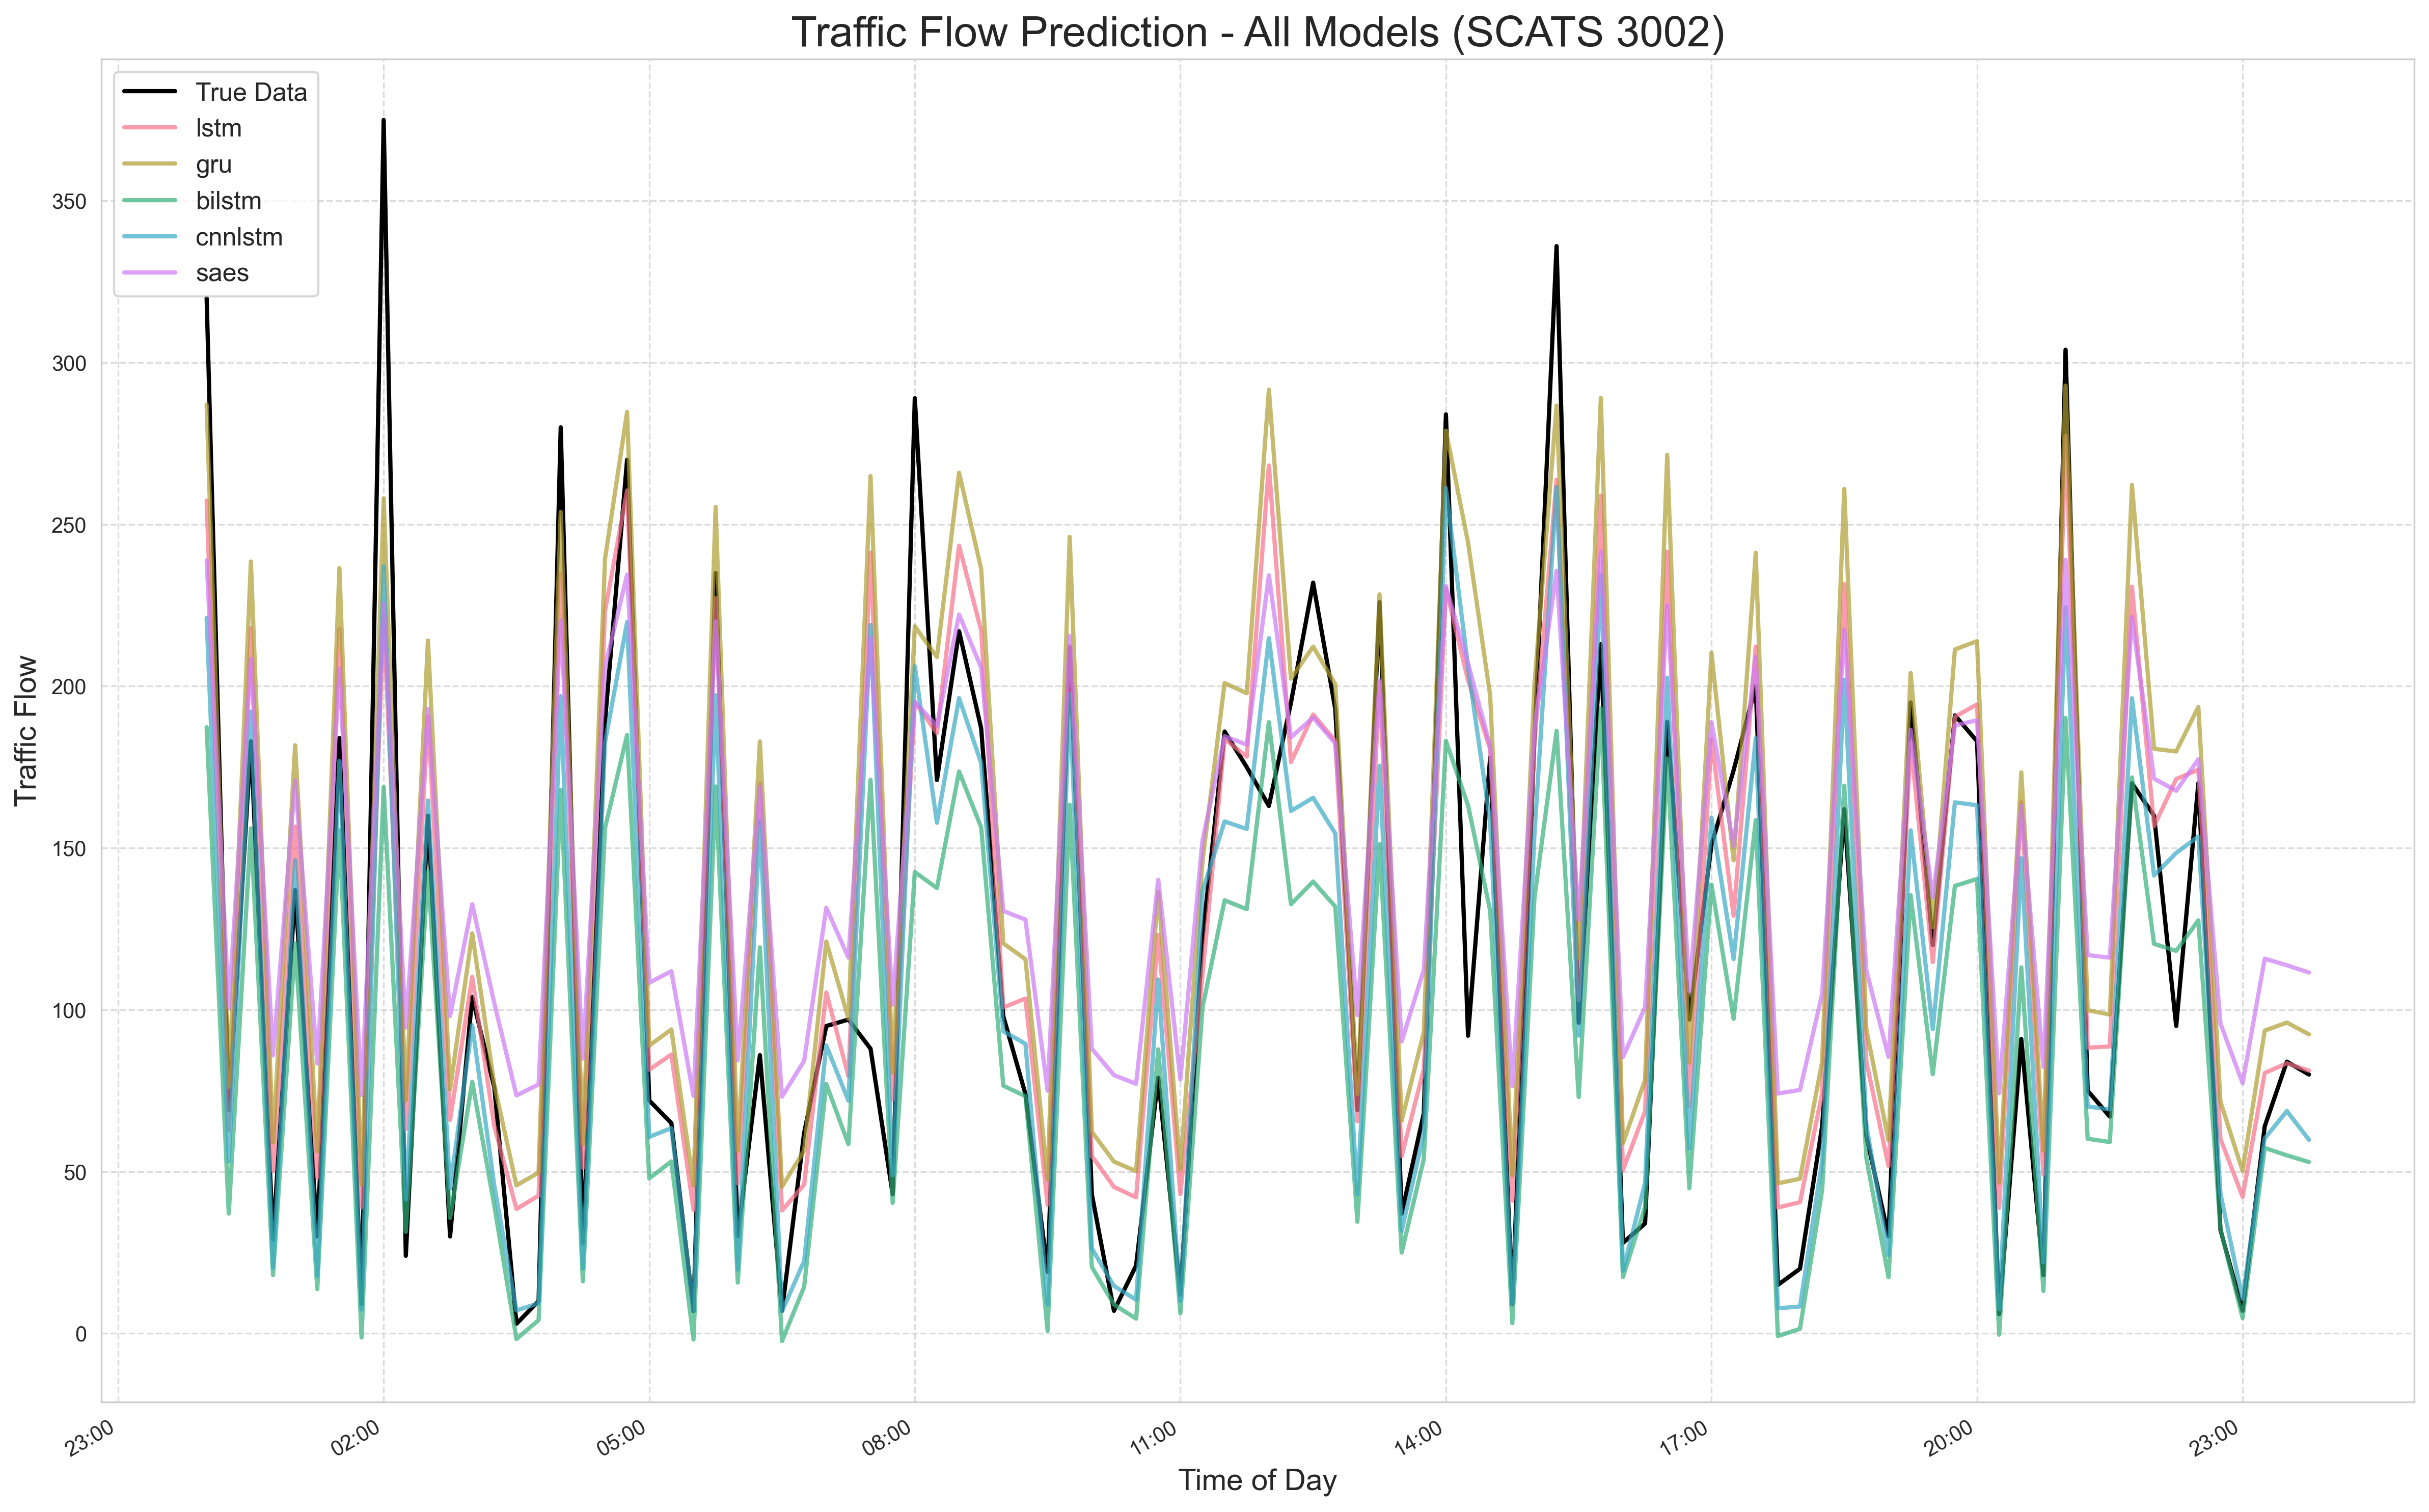 Traffic Flow Prediction - All Models (SCATS 3002)
True Data
lstm
gru
bilstm
cnnlstm
saes
Traffic Flow
350
300
250
200
150
100
50
0
23:00
02:00
05:00
08:00
11:00
14:00
17:00
20:00
23:00
Time of Day